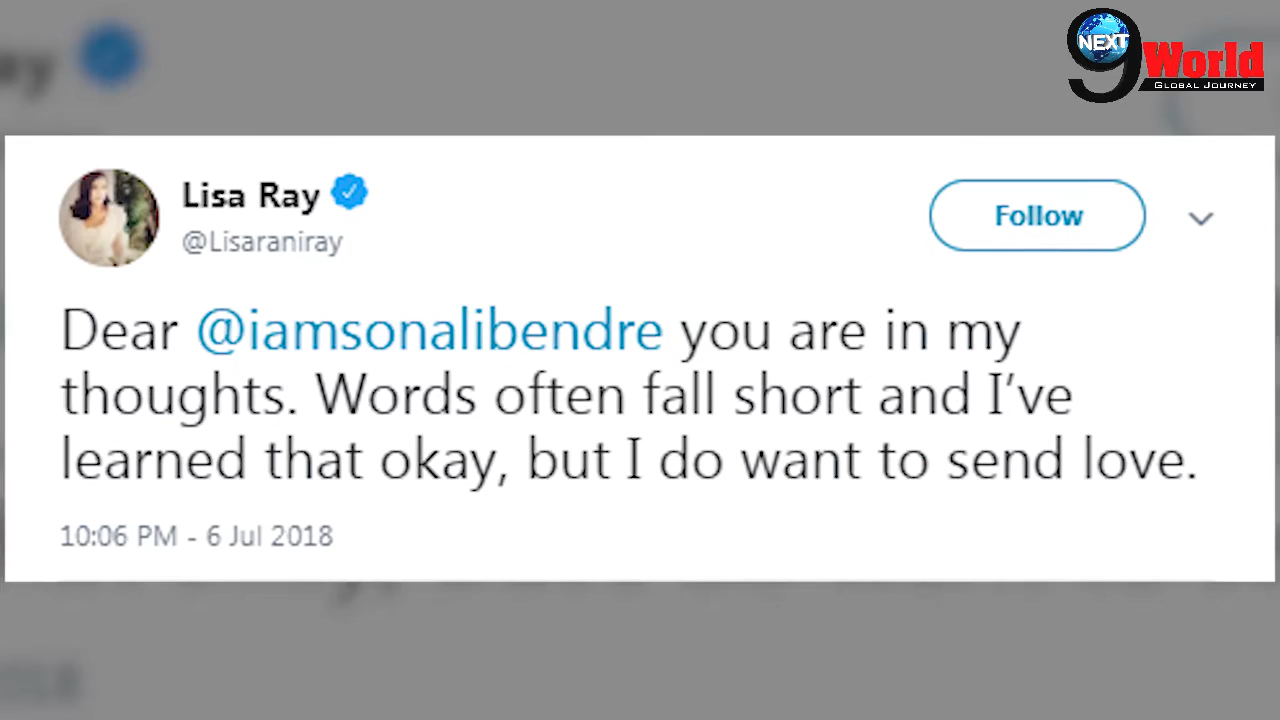 NEXT
9 World
GLOBAL JOURNEY
Lisa Ray
@Lisaraniray
Follow
Dear @iamsonalibendre you are in my
thoughts. Words often fall short and I’ve
learned that okay, but I do want to send love.
10:06 PM - 6 Jul 2018